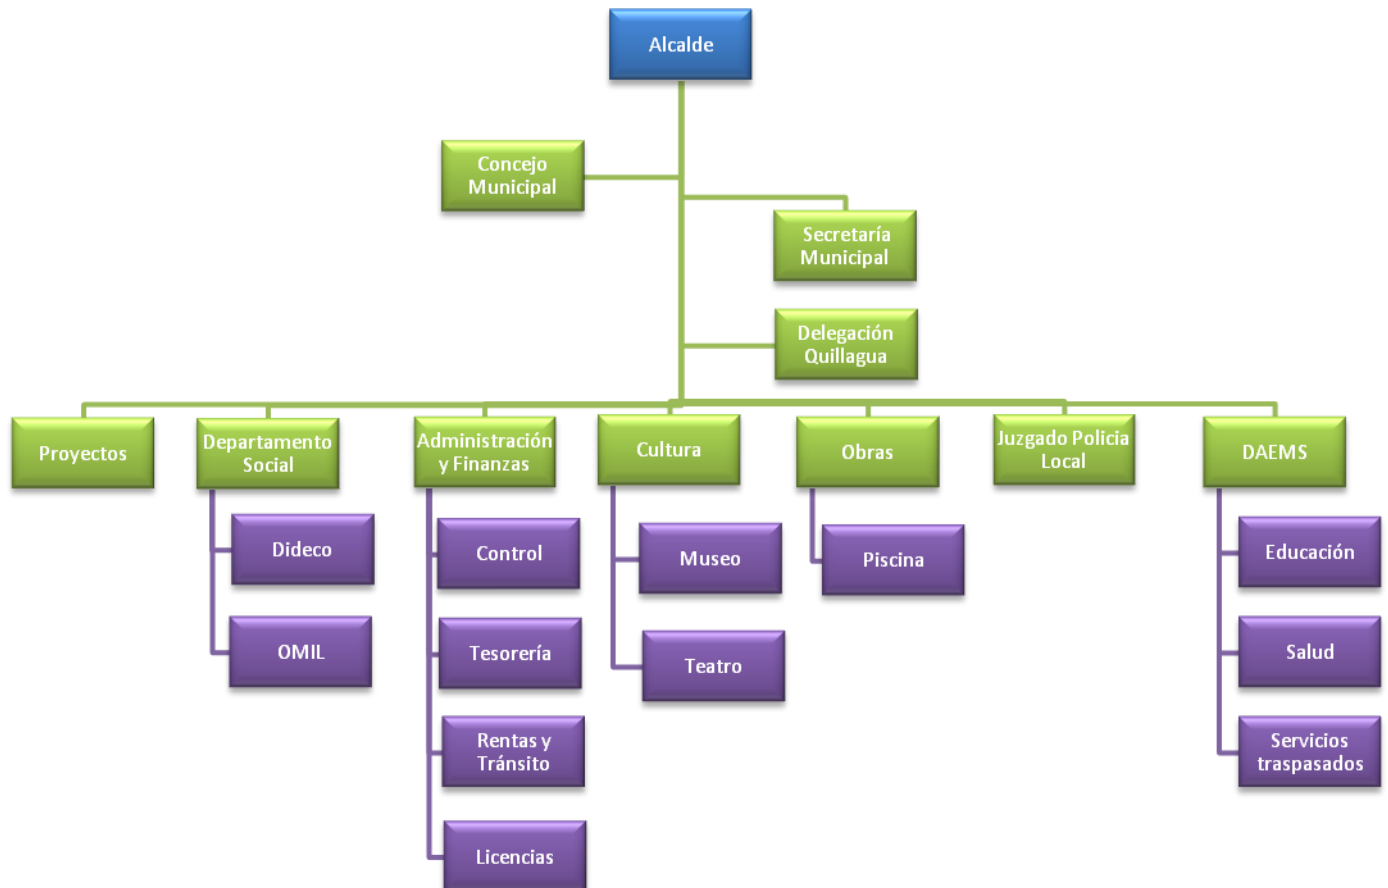 Alcalde
Concejo
Municipal
Secretaría
Municipal
Delegación
Quillagua
Proyectos
Departamento
Social
Administración
y Finanzas
Cultura
Obras
Juzgado Policia
Local
DAEMS
Dideco
OMIL
Control
Tesorería
Rentas y
Tránsito
Licencias
Museo
Teatro
Piscina
Educación
Salud
Servicios
traspasados